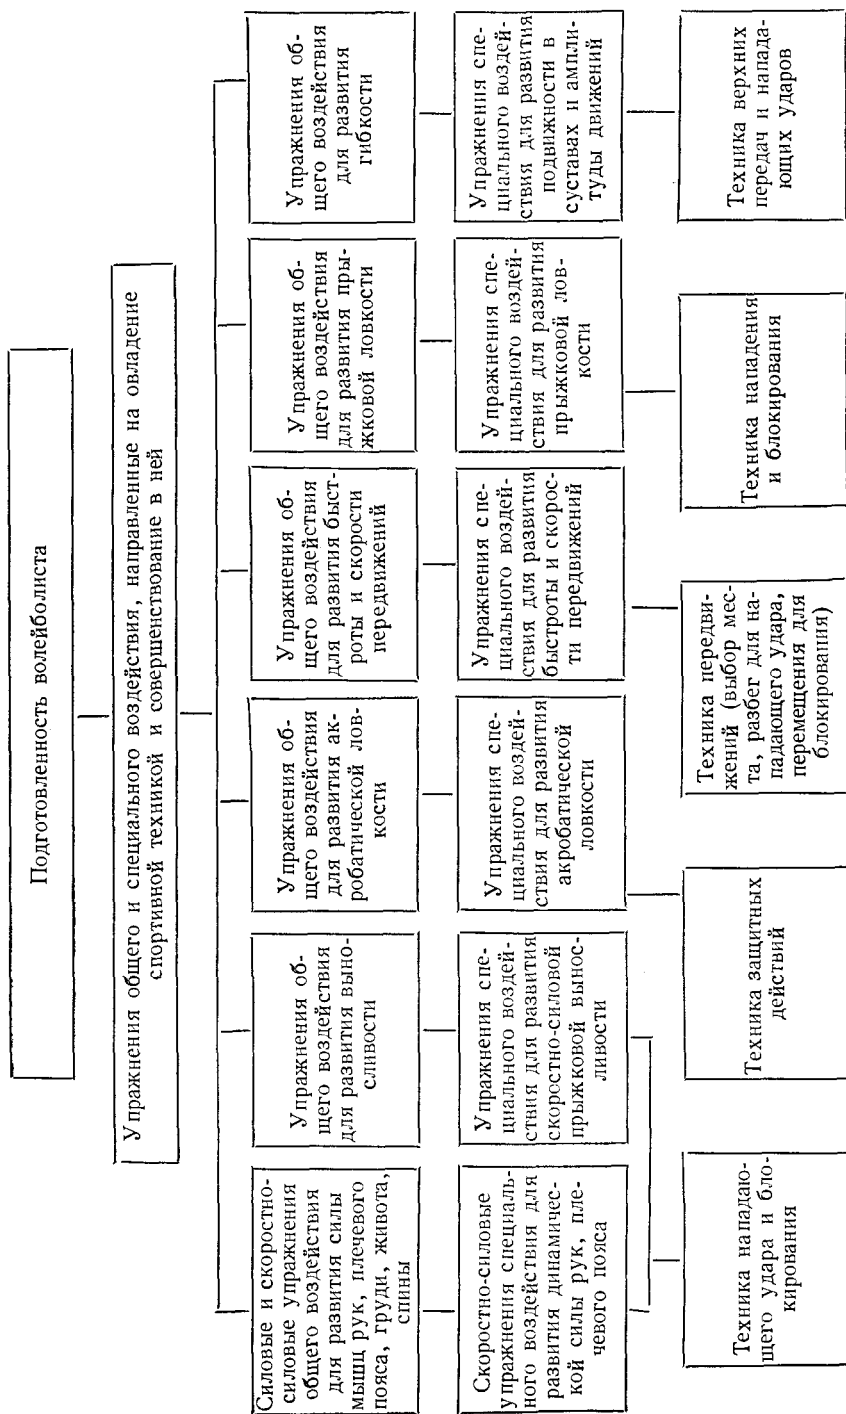 Подготовленность волейболиста
Упражнения общего и специального воздействия, направленные на овладение
спортивной техникой и совершенствование в ней
Силовые и скоростно-
силовые упражнения
общего воздействия
для развития силы
мышц рук, плечевого
пояса, груди, живота,
спины
Упражнения об-
щего воздействия
для развития выно-
сливости
Упражнения об-
щего воздействия
для развития ак-
робатической лов-
кости
Упражнения об-
щего воздействия
для развития быст-
роты и скорости
передвижений
Упражнения об-
щего воздействия
для развития пры-
жковой ловкости
Упражнения об-
щего воздействия
для развития
гибкости
Скоростно-силовые
упражнения специаль-
ного воздействия для
развития динамичес-
кой силы рук, пле-
чевого пояса
Упражнения спе-
циального воздей-
ствия для развития
скоростно-силовой
прыжковой вынос-
ливости
Упражнения спе-
циального воздей-
ствия для развития
акробатической
ловкости
Упражнения спе-
циального воздей-
ствия для развития
быстроты и скорос-
ти передвижений
Упражнения спе-
циального воздей-
ствия для развития
прыжковой лов-
кости
Упражнения спе-
циального воздей-
ствия для развития
подвижности в
суставах и ампли-
туды движений
Техника нападаю-
щего удара и бло-
кирования
Техника защитных
действий
Техника передви-
жений (выбор мес-
та, разбег для на-
падающего удара,
перемещения для
блокирования)
Техника нападения
и блокирования
Техника верхних
передач и напада-
ющих ударов